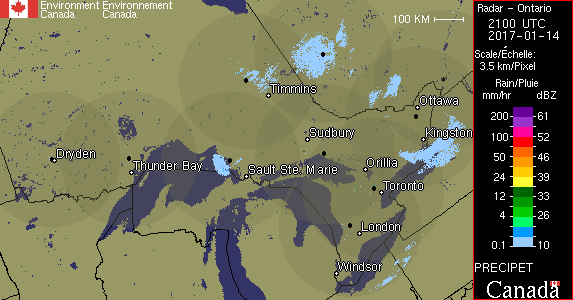 Environment Environnement
Canada Canada
100 KM
Timmins
Ottawa
Sudbury
Kingston
Dryden
Thunder Bay
Sault Ste. Marie
Orillia
Toronto
London
Windsor
Radar - Ontario
2100 UTC
2017-01-14
Scale/Échelle:
3.5 km/Pixel
Rain/Pluie
mm/hr dBZ
200 61
100 52
50 46
24 39
12 33
4 26
0.1 10
PRECIPET
Canada